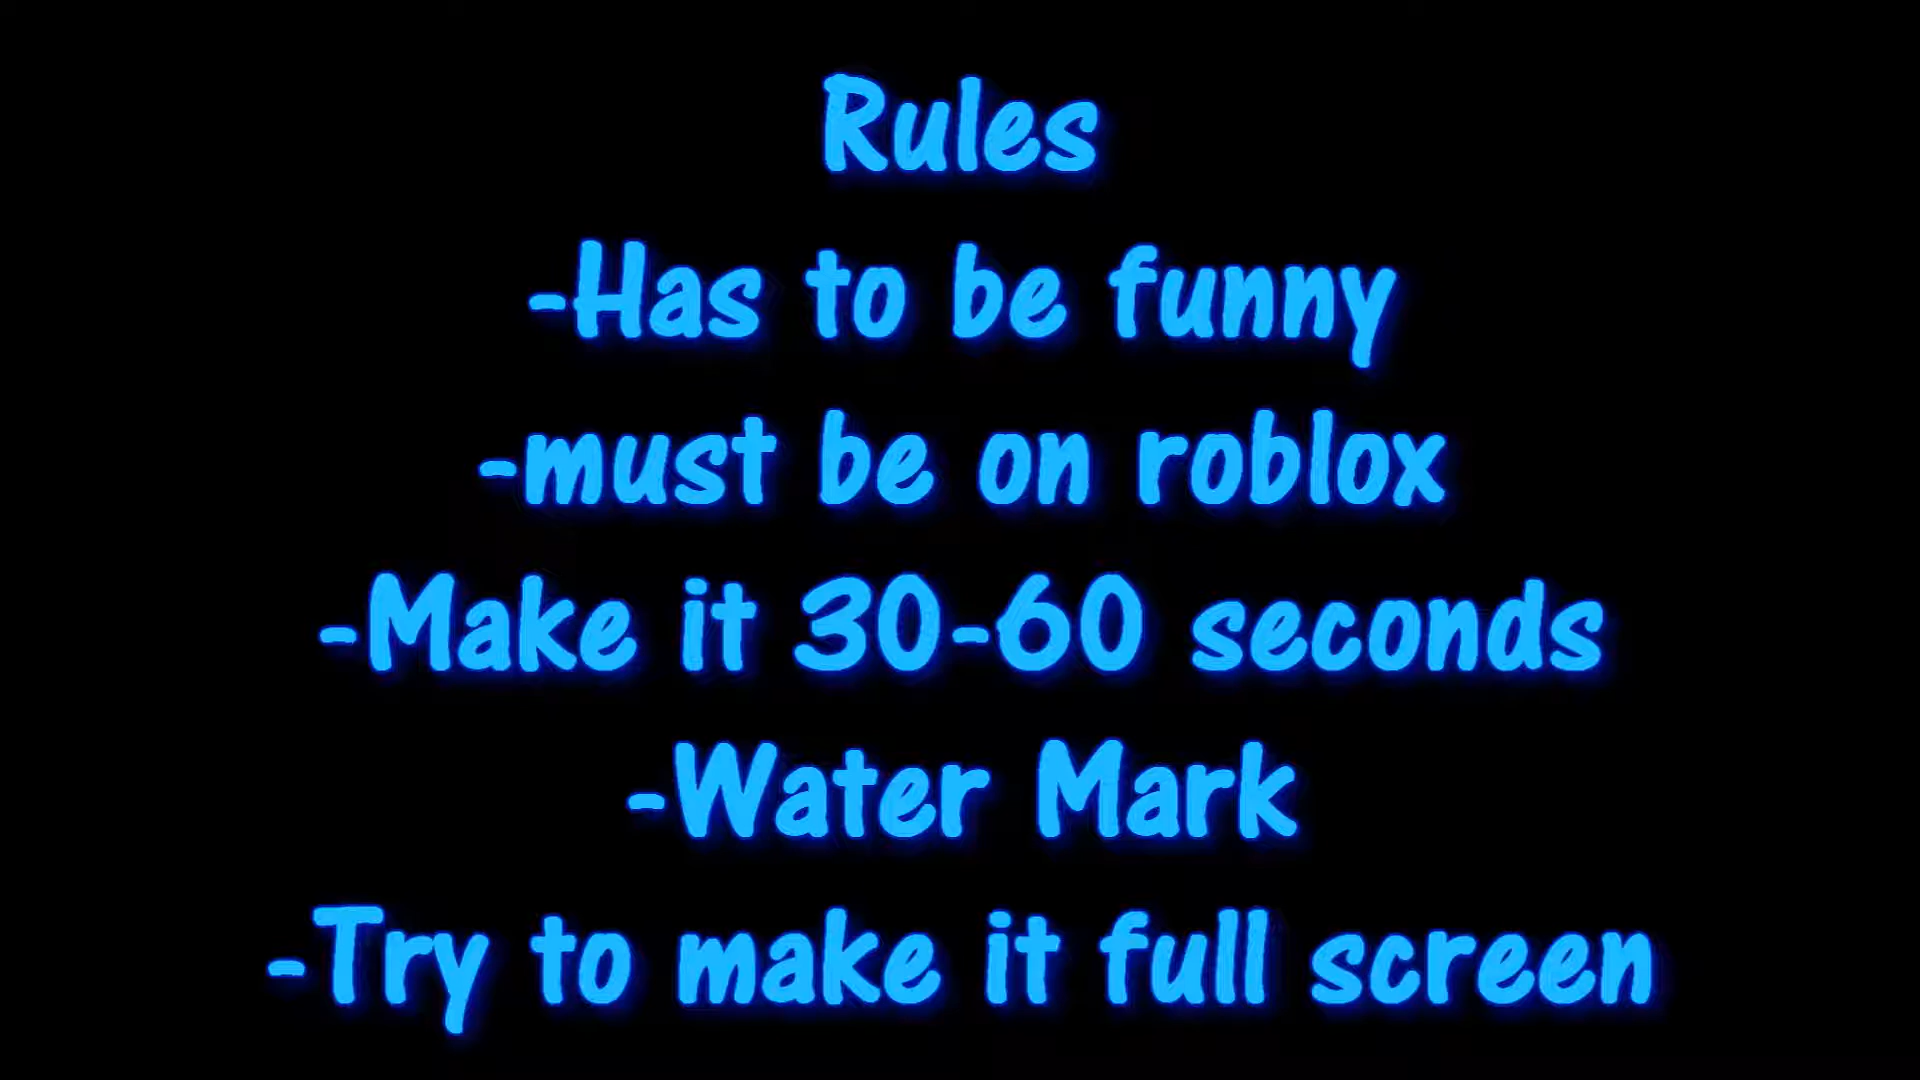 Rules
-Has to be funny
-must be on roblox
-Make it 30-60 seconds
-Water Mark
-Try to make it full screen